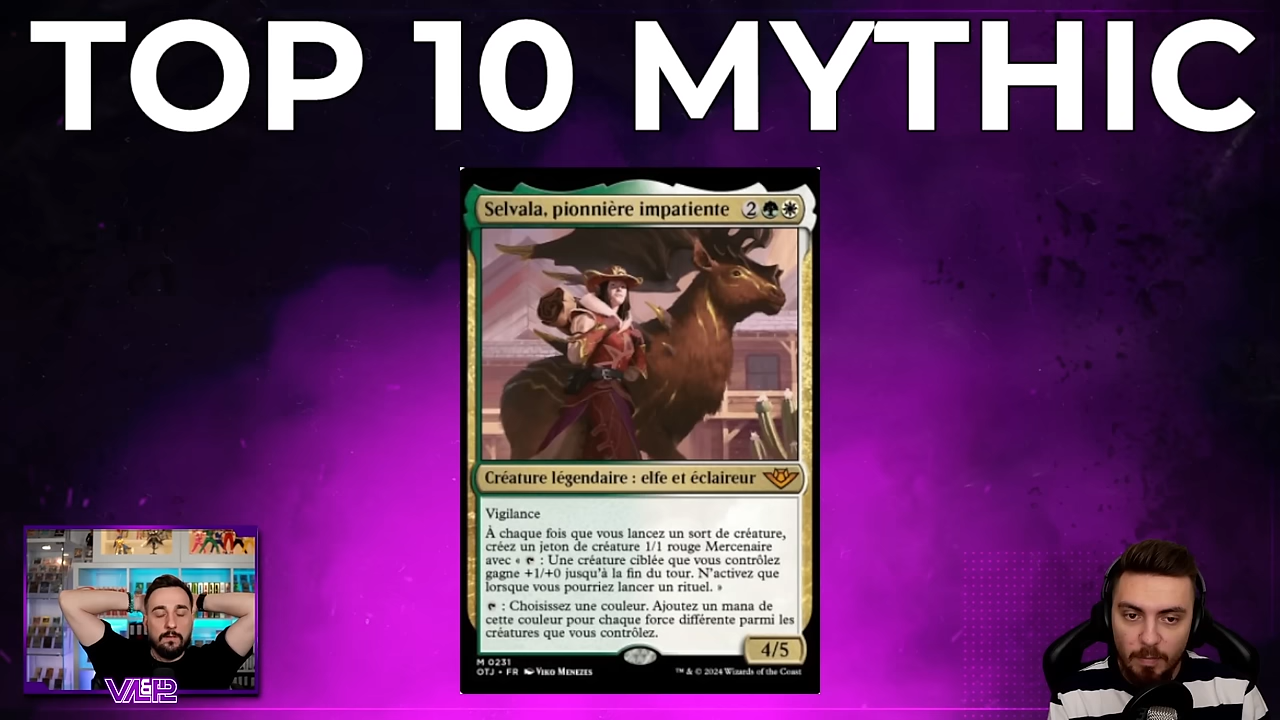 TOP 10 MYTHIC
Selvala, pionnière impatiente 2
Créature légendaire : elfe et éclaireur
Vigilance
À chaque fois que vous lancez un sort de créature,
créez un jeton de créature 1/1 rouge Mercenaire
avec « : Une créature ciblée que vous contrôlez
gagne +1/+0 jusqu'à la fin du tour. N'activez que
lorsque vous pourriez lancer un rituel. »
: Choisissez une couleur. Ajoutez un mana de
cette couleur pour chaque force différente parmi les
créatures que vous contrôlez.
4/5
M 0231
OTJ • FR Viko Menezes
™ & © 2024 Wizards of the Coast